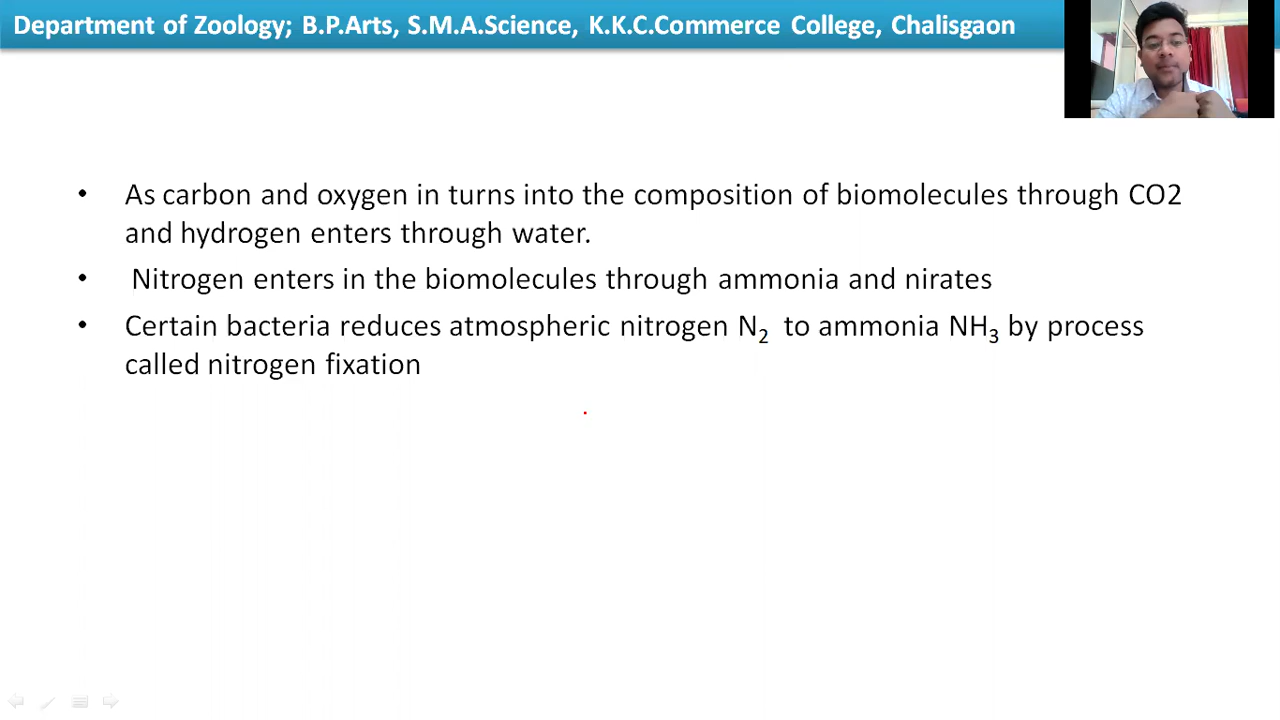 Department of Zoology; B.P.Arts, S.M.A.Science, K.K.C.Commerce College, Chalisgaon
• As carbon and oxygen in turns into the composition of biomolecules through CO2
and hydrogen enters through water.
• Nitrogen enters in the biomolecules through ammonia and nirates
• Certain bacteria reduces atmospheric nitrogen N₂ to ammonia NH₃ by process
called nitrogen fixation